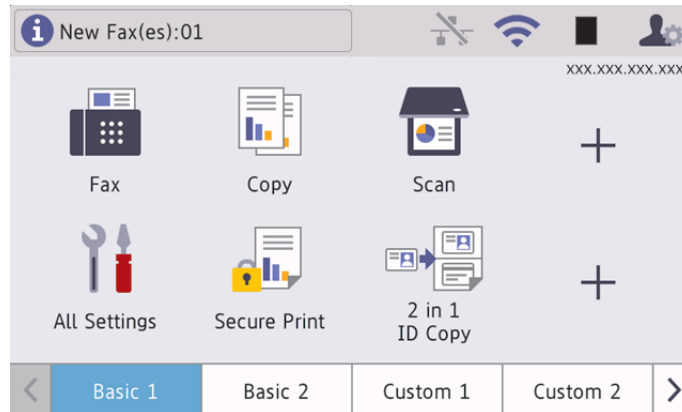 New Fax(es):01
xxx.xxx.xxx.xxx
Fax
Copy
Scan
All Settings
Secure Print
2 in 1
ID Copy
Basic 1
Basic 2
Custom 1
Custom 2